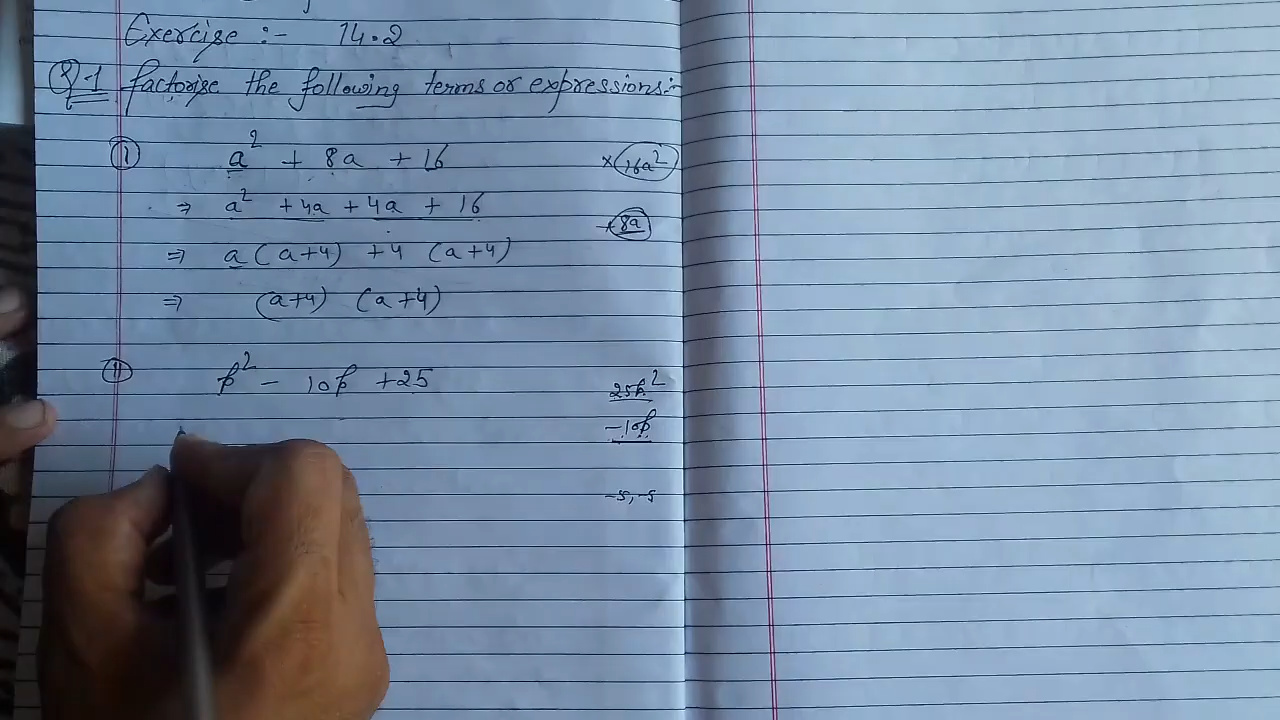 Exercise :- 14.2
Q-1 factorise the following terms or expressions:-
(i) a² + 8a + 16 × 16a²
⇒ a² + 4a + 4a + 16 + 8a
⇒ a (a+4) + 4 (a+4)
⇒ (a+4) (a+4)
(ii) p² - 10p + 25 25p²
-10p
-5, -5